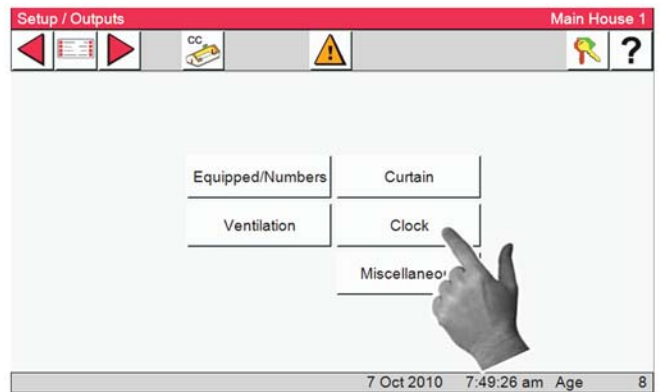 Setup / Outputs Main House 1
CC ?
Equipped/Numbers Curtain
Ventilation Clock
7 Oct 2010 7:49:26 am Age 8